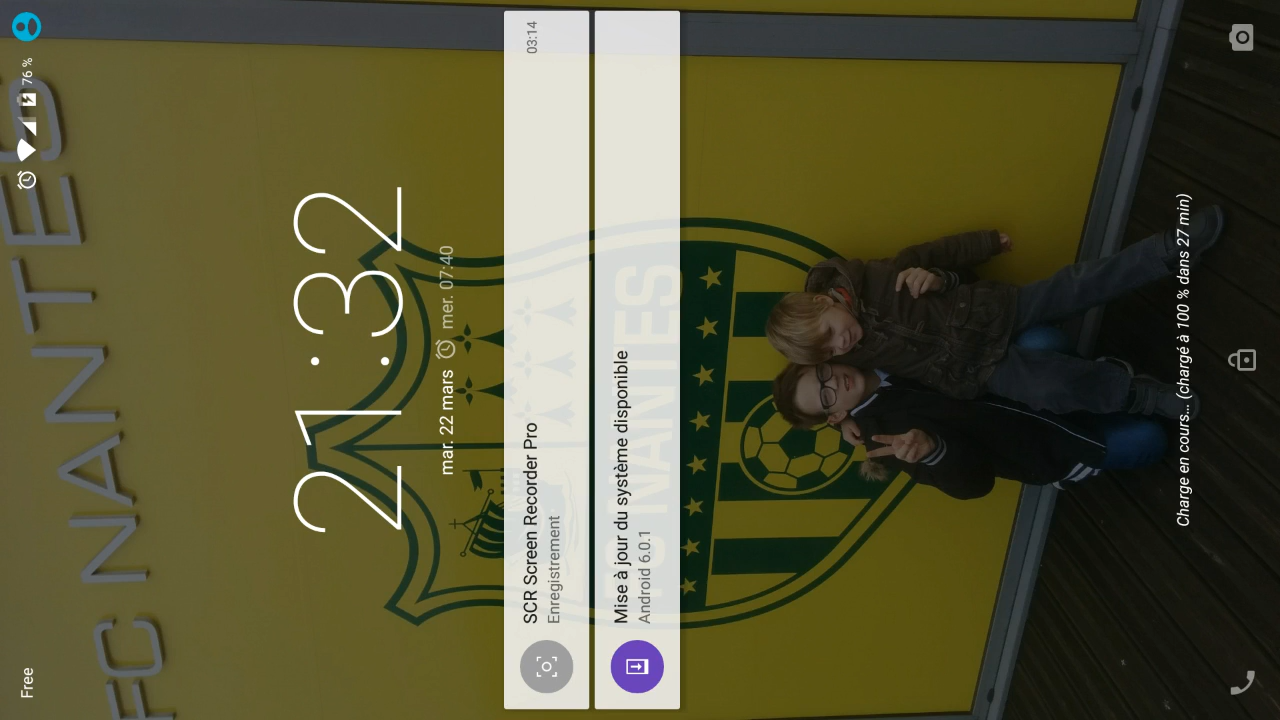 Free
76 %
21:32
mar. 22 mars mer. 07:40
SCR Screen Recorder Pro
03:14
Enregistrement
Mise à jour du système disponible
Android 6.0.1
FC NANTES
FC NANTES
Charge en cours... (chargé à 100 % dans 27 min)